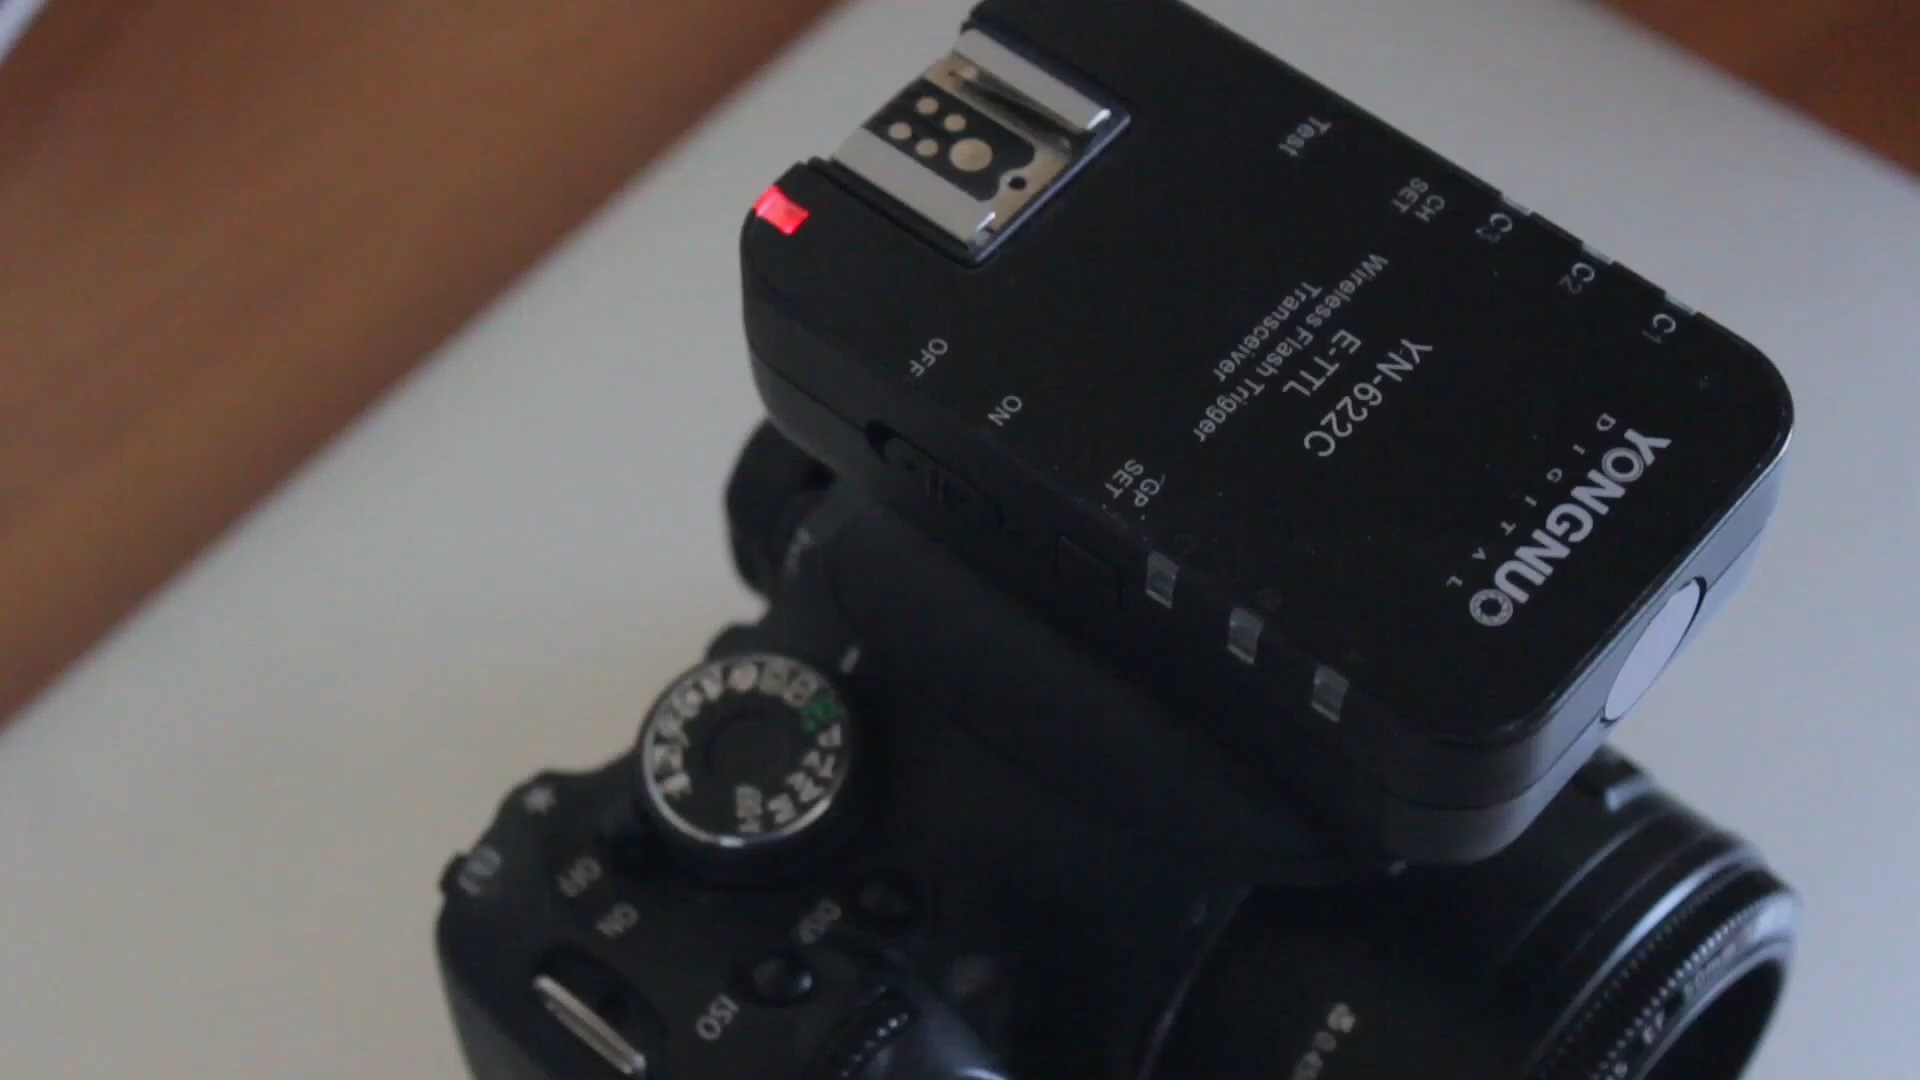 YONGNUO
DIGITAL
YN-622C
E-TTL
Wireless Flash Trigger
Transceiver
Test
CH
SET
C3
C2
C1
OFF
ON
GP
SET
OFF
ON
DISP
ISO